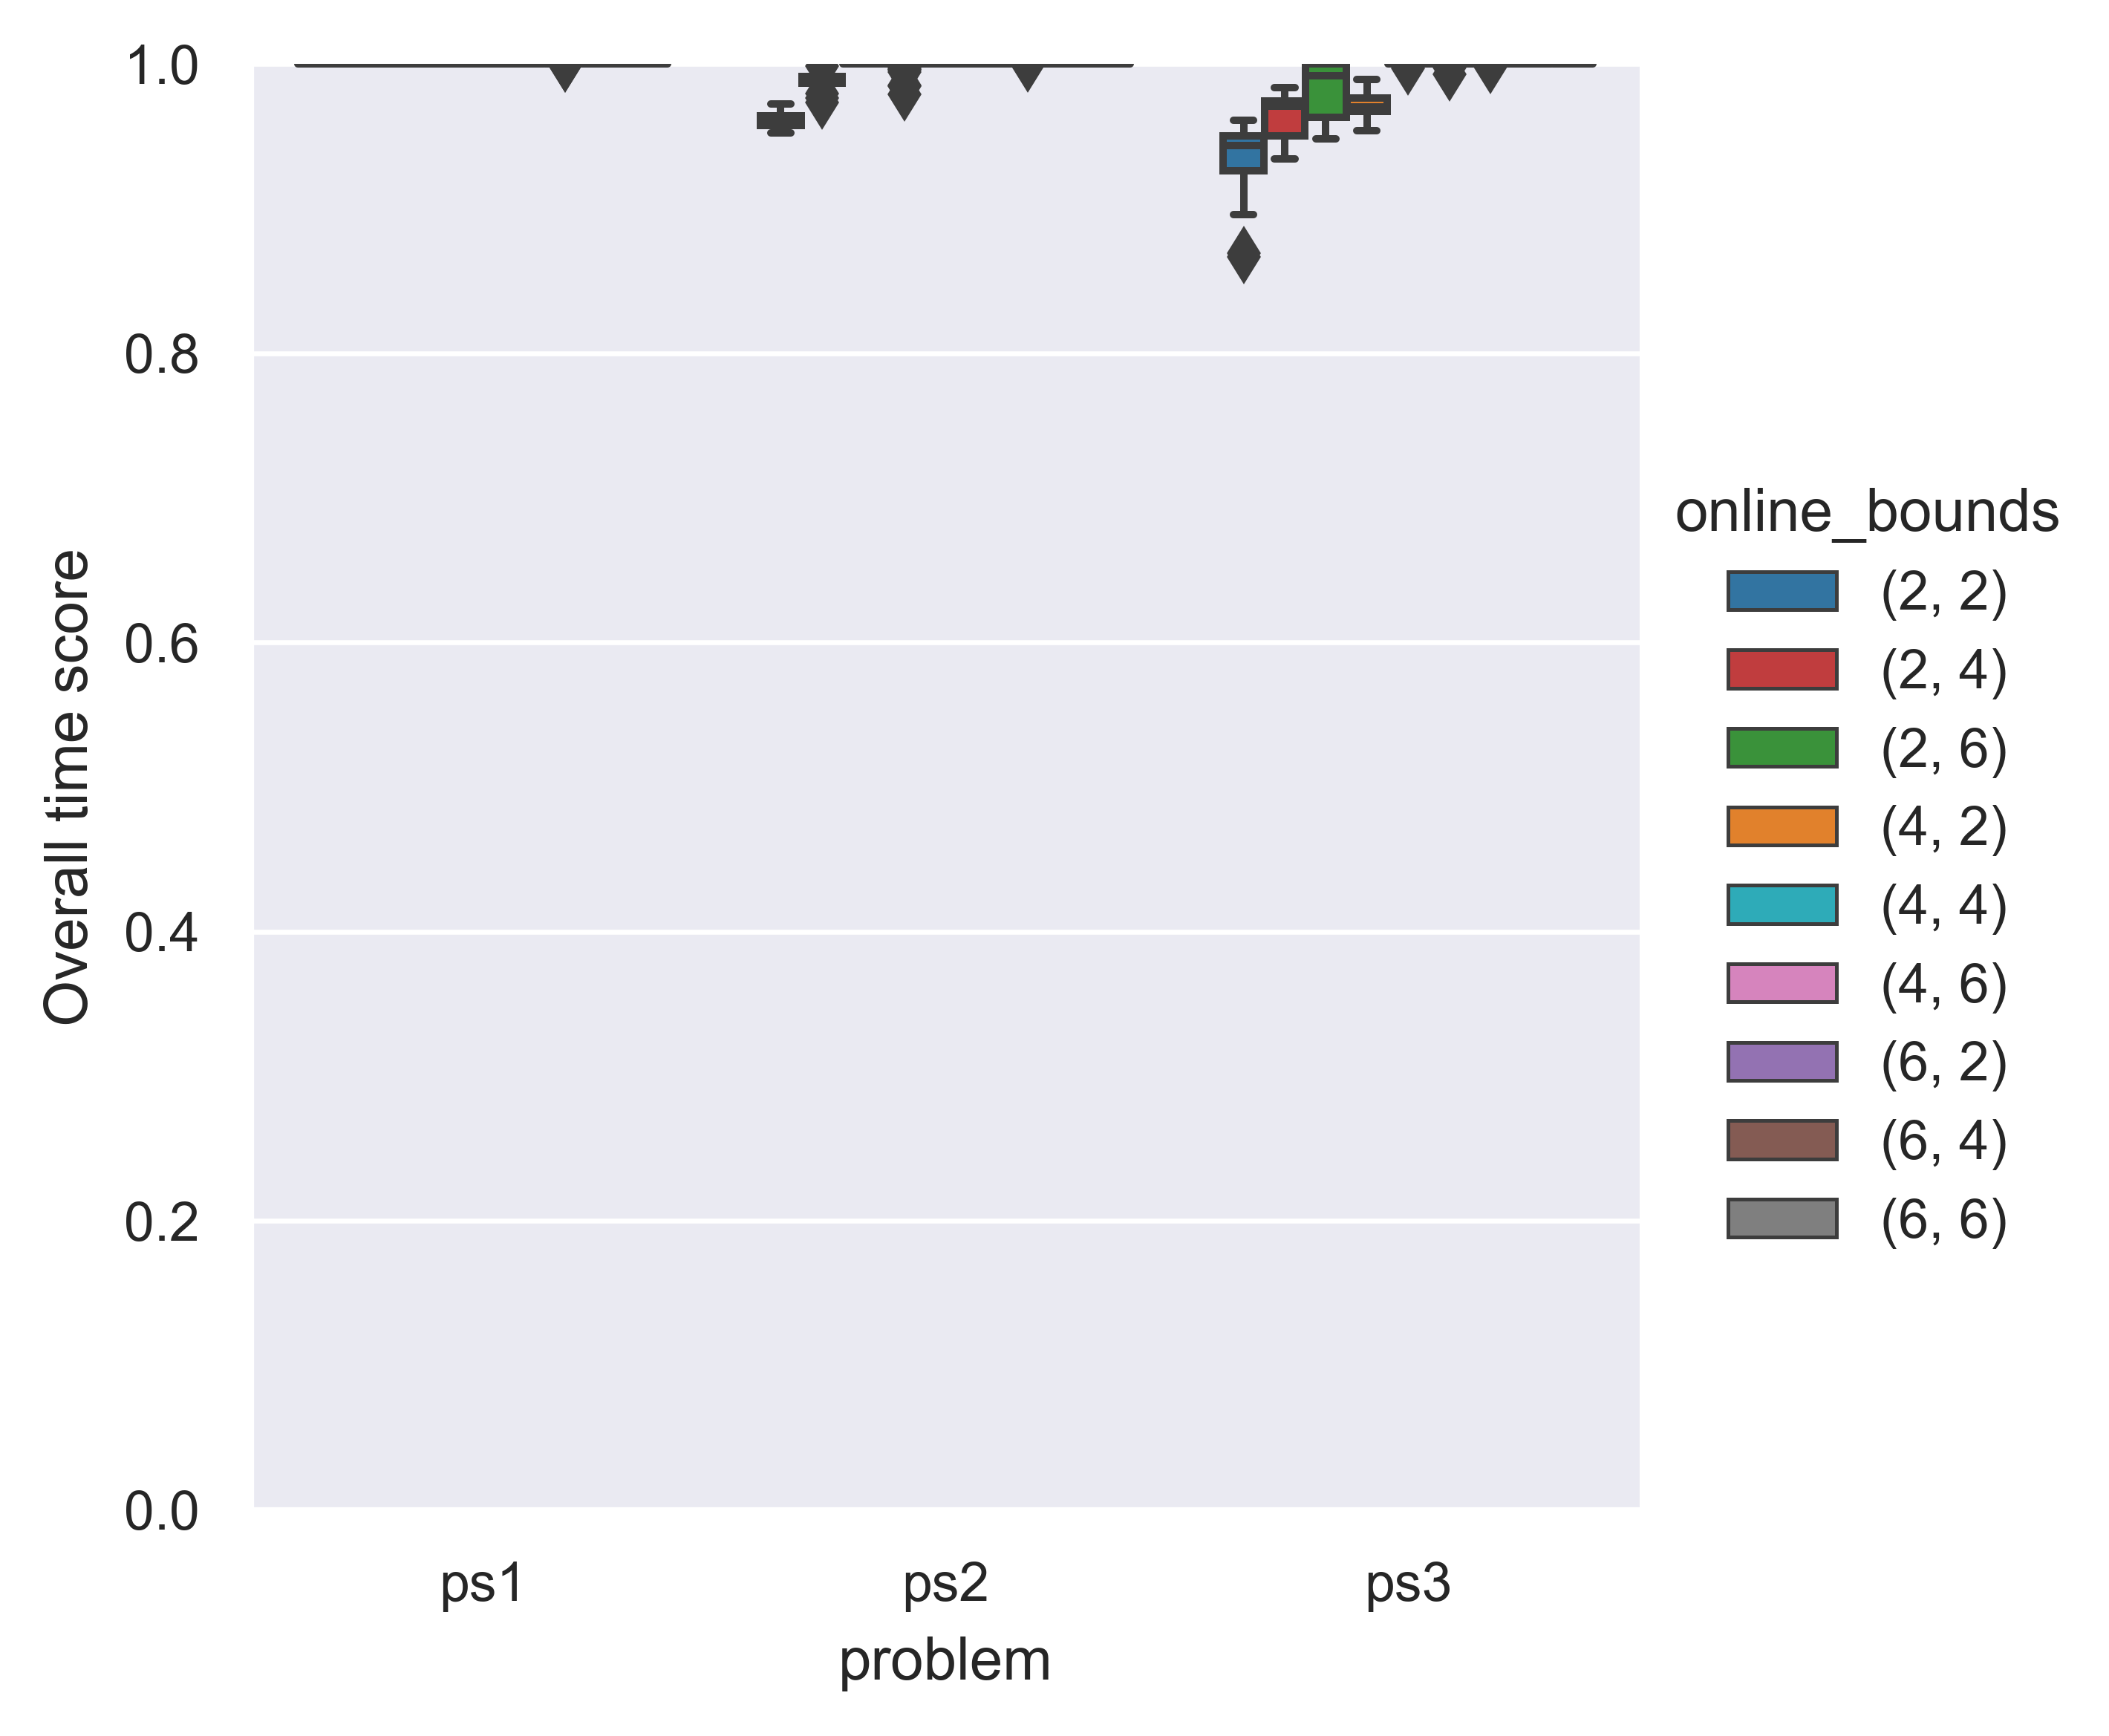 Overall time score
1.0
0.8
0.6
0.4
0.2
0.0
ps1
ps2
ps3
problem
online_bounds
(2, 2)
(2, 4)
(2, 6)
(4, 2)
(4, 4)
(4, 6)
(6, 2)
(6, 4)
(6, 6)